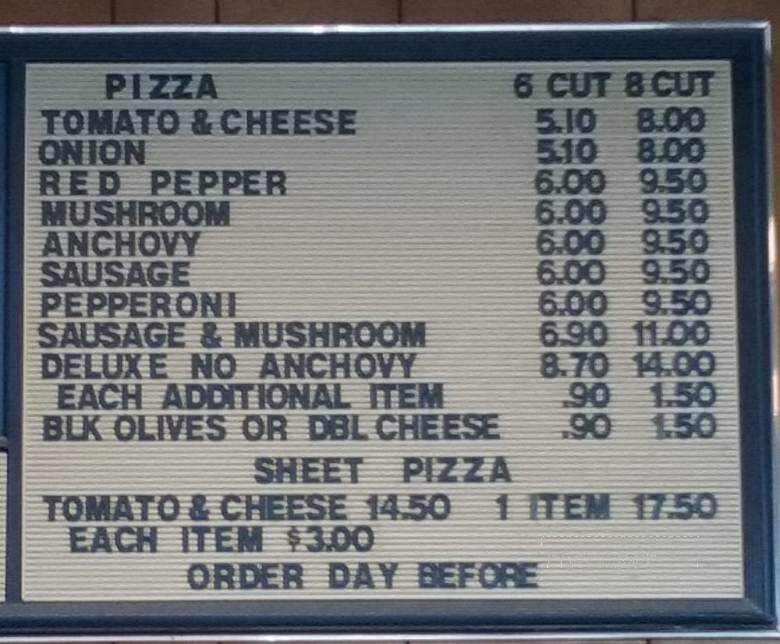 PIZZA 6 CUT 8 CUT
TOMATO & CHEESE 5.10 8.00
ONION 5.10 8.00
RED PEPPER 6.00 9.50
MUSHROOM 6.00 9.50
ANCHOVY 6.00 9.50
SAUSAGE 6.00 9.50
PEPPERONI 6.00 9.50
SAUSAGE & MUSHROOM 6.90 11.00
DELUXE NO ANCHOVY 8.70 14.00
EACH ADDITIONAL ITEM .90 1.50
BLK OLIVES OR DBL CHEESE .90 1.50
SHEET PIZZA
TOMATO & CHEESE 14.50 1 ITEM 17.50
EACH ITEM $3.00
ORDER DAY BEFORE